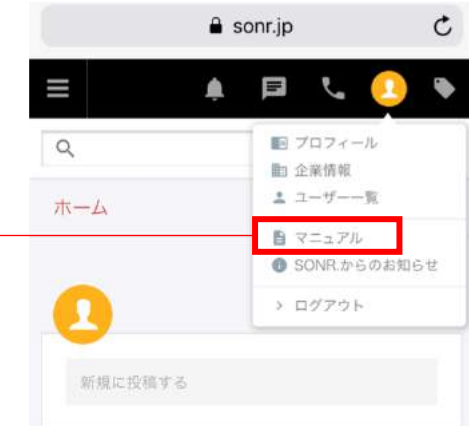 sonr.jp
プロフィール
企業情報
ユーザー一覧
ホーム
マニュアル
SONR.からのお知らせ
ログアウト
新規に投稿する